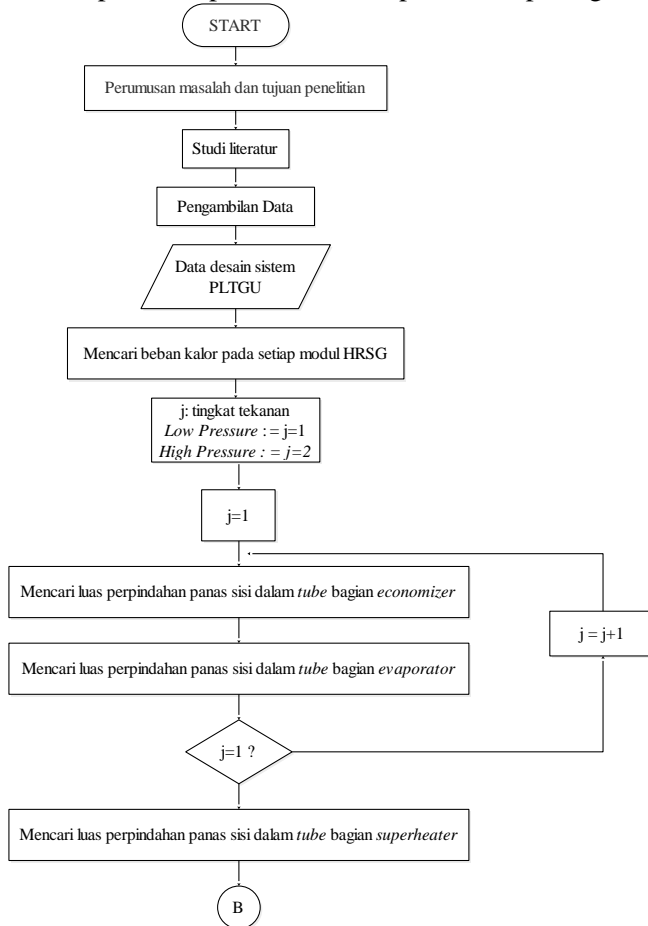 START
Perumusan masalah dan tujuan penelitian
Studi literatur
Pengambilan Data
Data desain sistem
PLTGU
Mencari beban kalor pada setiap modul HRSG
j: tingkat tekanan
Low Pressure : = j=1
High Pressure : = j=2
j=1
Mencari luas perpindahan panas sisi dalam tube bagian economizer
j = j+1
Mencari luas perpindahan panas sisi dalam tube bagian evaporator
j=1 ?
Mencari luas perpindahan panas sisi dalam tube bagian superheater
B